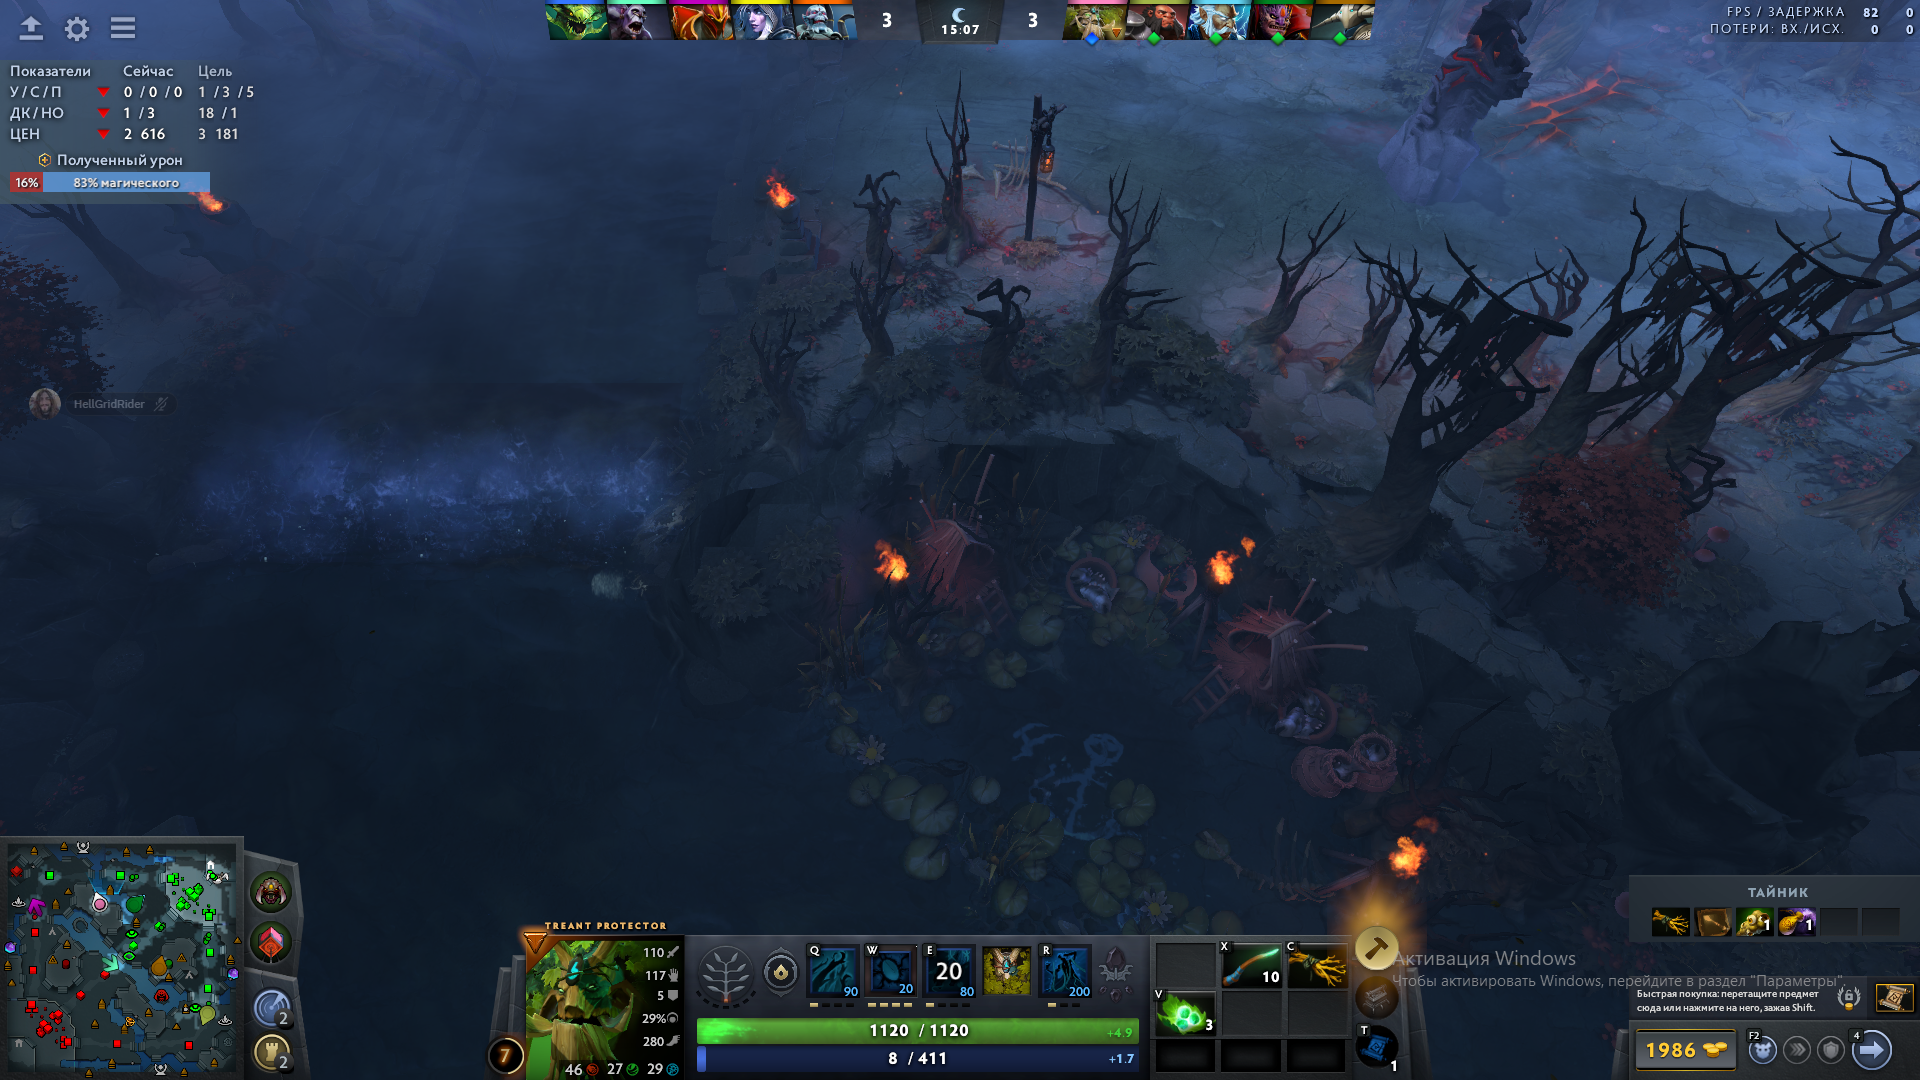 3
15:07
3
FPS / ЗАДЕРЖКА 82 0
ПОТЕРИ: ВХ./ИСХ. 0 0
Показатели Сейчас Цель
У/С/П 0 / 0 / 0 1 / 3 / 5
ДК/НО 1 / 3 18 / 1
ЦЕН 2 616 3 181
Полученный урон
16% 83% магического
HellGridRider
2
2
TREANT PROTECTOR
110
117
5
29%
280
7
46 27 29
Q 90
W 20
E 20 80
R 200
1120 / 1120 +4.9
8 / 411 +1.7
X 10
C
V 3
T 1
ТАЙНИК
1 1
Активация Windows
Чтобы активировать Windows, перейдите в раздел "Параметры".
Быстрая покупка: перетащите предмет
сюда или нажмите на него, зажав Shift.
1986
F2
4